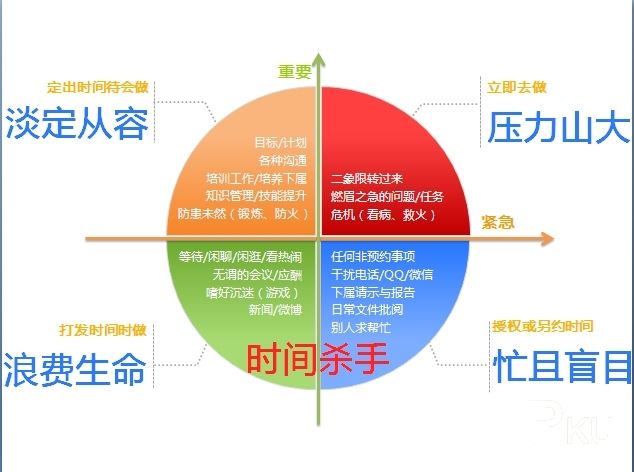 重要
定出时间待会做
淡定从容
立即去做
压力山大
目标/计划
各种沟通
培训工作/培养下属
知识管理/技能提升
防患未然（锻炼、防火）
二象限转过来
燃眉之急的问题/任务
危机（看病、救火）
紧急
等待/闲聊/闲逛/看热闹
无谓的会议/应酬
嗜好沉迷（游戏）
新闻/微博
任何非预约事项
干扰电话/QQ/微信
下属请示与报告
日常文件批阅
别人求帮忙
时间杀手
打发时间时做
浪费生命
授权或另约时间
忙且盲目
PKU